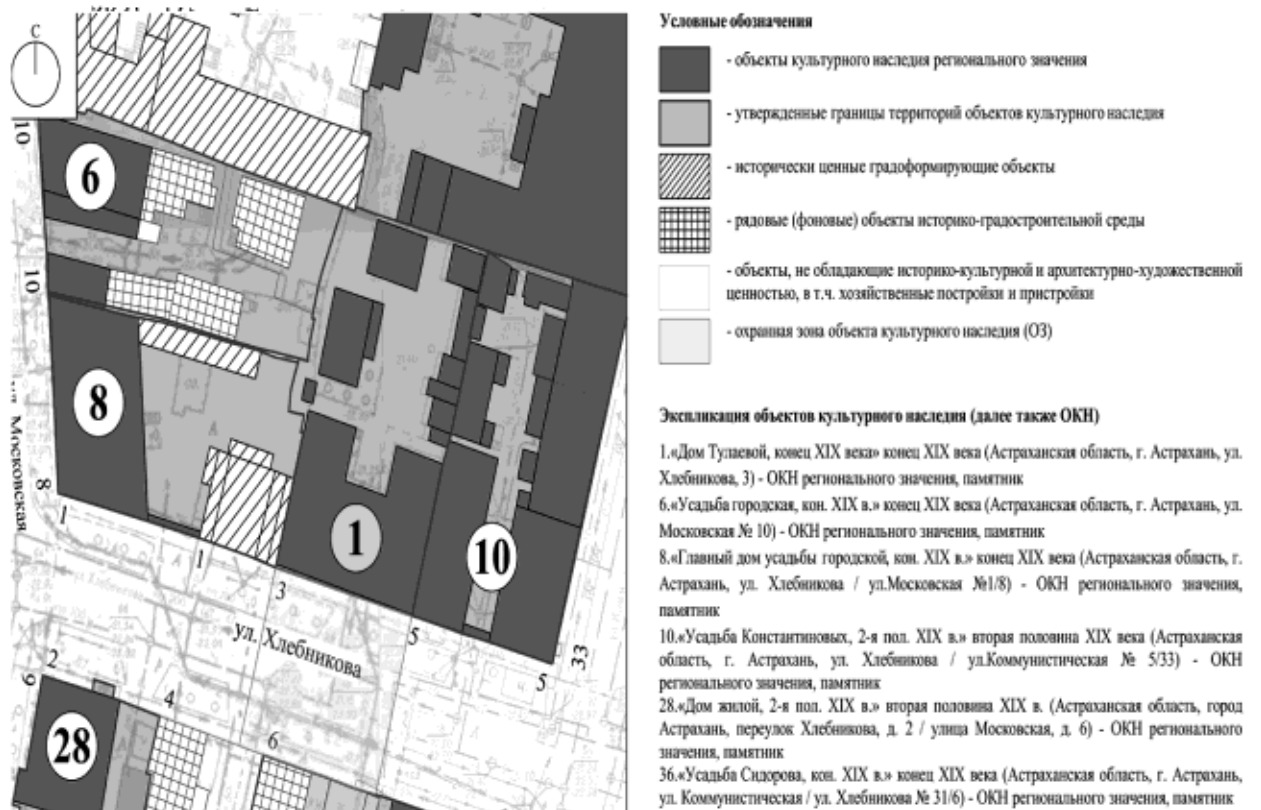 С
10
6
10
8
ул. Московская
8
1
1
3
1
10
5
33
5
ул. Хлебникова
2
9
4
6
28
Условные обозначения
- объекты культурного наследия регионального значения
- утвержденные границы территорий объектов культурного наследия
- исторически ценные градоформирующие объекты
- рядовые (фоновые) объекты историко-градостроительной среды
- объекты, не обладающие историко-культурной и архитектурно-художественной
ценностью, в т.ч. хозяйственные постройки и пристройки
- охранная зона объекта культурного наследия (ОЗ)
Экспликация объектов культурного наследия (далее также ОКН)
1.«Дом Тулаевой, конец XIX века» конец XIX века (Астраханская область, г. Астрахань, ул.
Хлебникова, 3) - ОКН регионального значения, памятник
6.«Усадьба городская, кон. XIX в.» конец XIX века (Астраханская область, г. Астрахань, ул.
Московская № 10) - ОКН регионального значения, памятник
8.«Главный дом усадьбы городской, кон. XIX в.» конец XIX века (Астраханская область, г.
Астрахань, ул. Хлебникова / ул.Московская №1/8) - ОКН регионального значения,
памятник
10.«Усадьба Константиновых, 2-я пол. XIX в.» вторая половина XIX века (Астраханская
область, г. Астрахань, ул. Хлебникова / ул.Коммунистическая № 5/33) - ОКН
регионального значения, памятник
28.«Дом жилой, 2-я пол. XIX в.» вторая половина XIX в. (Астраханская область, город
Астрахань, переулок Хлебникова, д. 2 / улица Московская, д. 6) - ОКН регионального
значения, памятник
36.«Усадьба Сидорова, кон. XIX в.» конец XIX века (Астраханская область, г. Астрахань,
ул. Коммунистическая / ул. Хлебникова № 31/6) - ОКН регионального значения, памятник